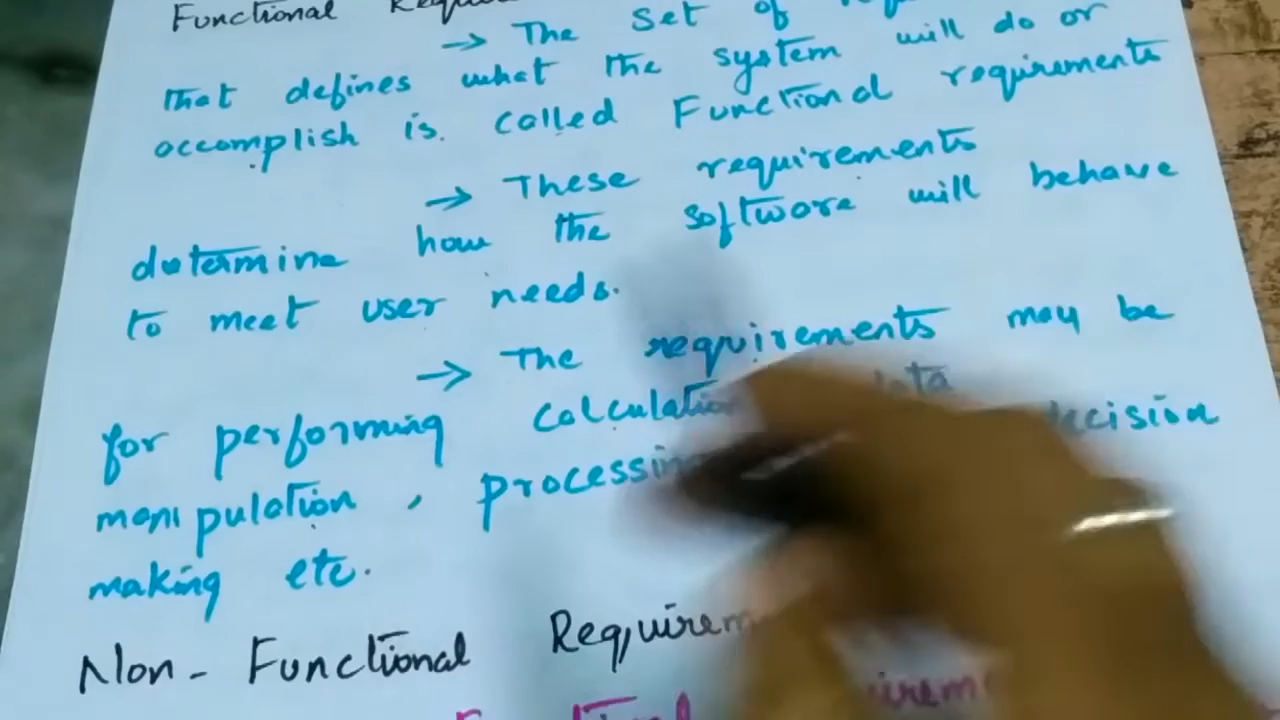 Functional
→ The set of
that defines what the system will do or
accomplish is called Functional requirements
→ These requirements
determine how the software will behave
to meet user needs.
→ The requirements may be
for performing calculation data
manipulation, processing decision
making etc.
Non-Functional